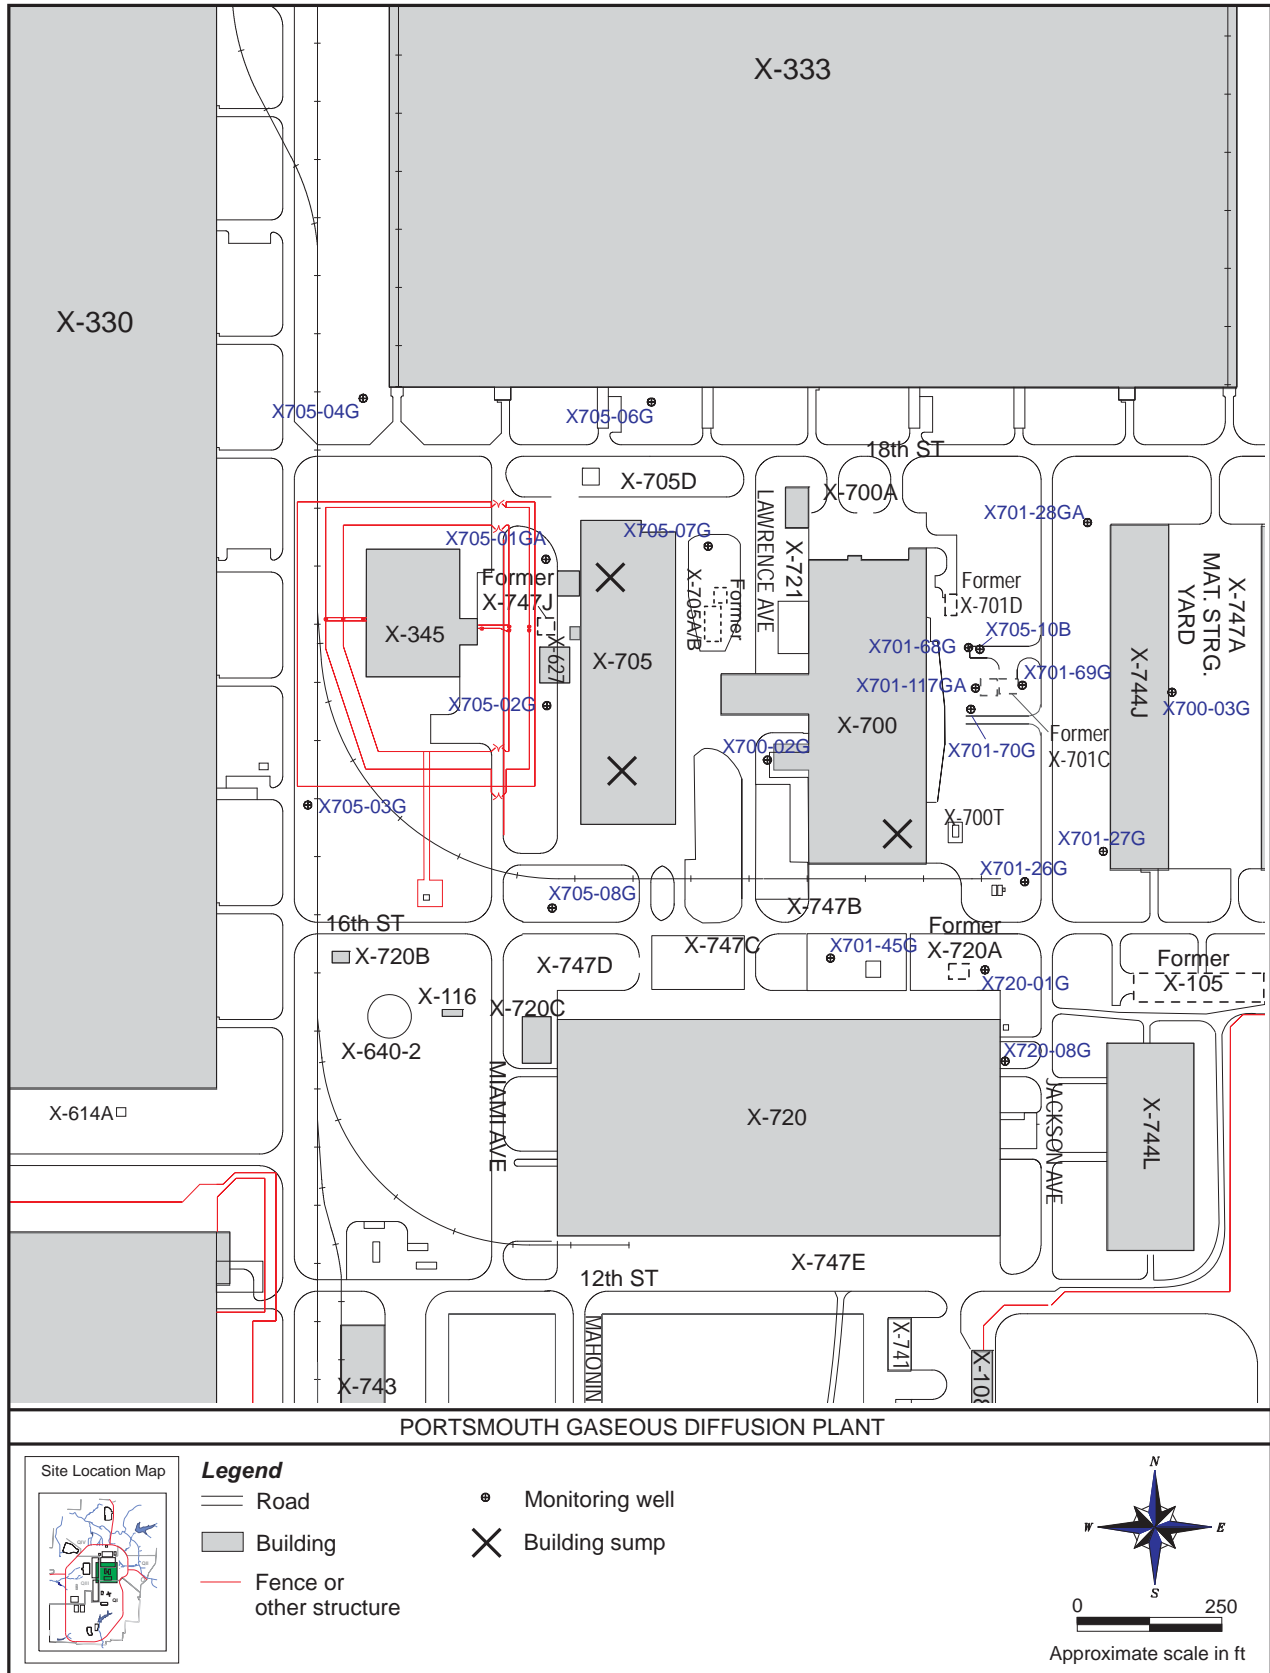 X-333
X-330
X705-04G
X705-06G
18th ST
X-705D
X-700A
X701-28GA
X705-01GA
X705-07G
LAWRENCE AVE
X-721
X-747A
MAT. STRG.
YARD
Former
X-747J
X-345
X-627
X-705
Former
X-705A/B
Former
X-701D
X701-68G
X705-10B
X701-69G
X701-117GA
X-744J
X700-03G
X705-02G
X-700
X701-70G
Former
X-701C
X700-02G
X705-03G
X-700T
X701-27G
X701-26G
X705-08G
X-747B
16th ST
X-720B
X-747D
X-747C
X701-45G
Former
X-720A
X720-01G
Former
X-105
X-116
X-720C
X-640-2
X720-08G
MIAMI AVE
X-614A
X-720
JACKSON AVE
X-744L
X-747E
12th ST
MAHONIN
X-741
X-108
X-743
PORTSMOUTH GASEOUS DIFFUSION PLANT
Site Location Map
Legend
Road
Building
Fence or
other structure
Monitoring well
Building sump
N
W
E
S
0 250
Approximate scale in ft